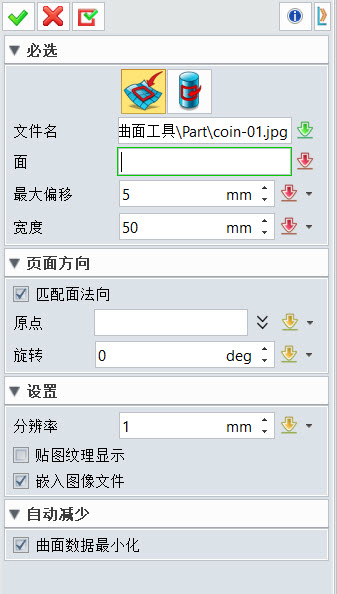 必选
文件名 曲面工具\Part\coin-01.jpg
面
最大偏移 5 mm
宽度 50 mm
页面方向
匹配面法向
原点
旋转 0 deg
设置
分辨率 1 mm
贴图纹理显示
嵌入图像文件
自动减少
曲面数据最小化